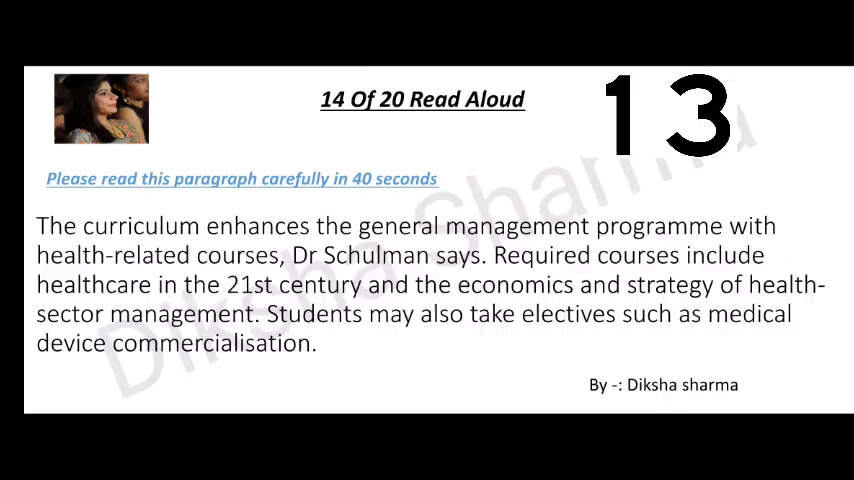 14 Of 20 Read Aloud
13
Please read this paragraph carefully in 40 seconds
The curriculum enhances the general management programme with
health-related courses, Dr Schulman says. Required courses include
healthcare in the 21st century and the economics and strategy of health-
sector management. Students may also take electives such as medical
device commercialisation.
By -: Diksha sharma
Diksha Sharma